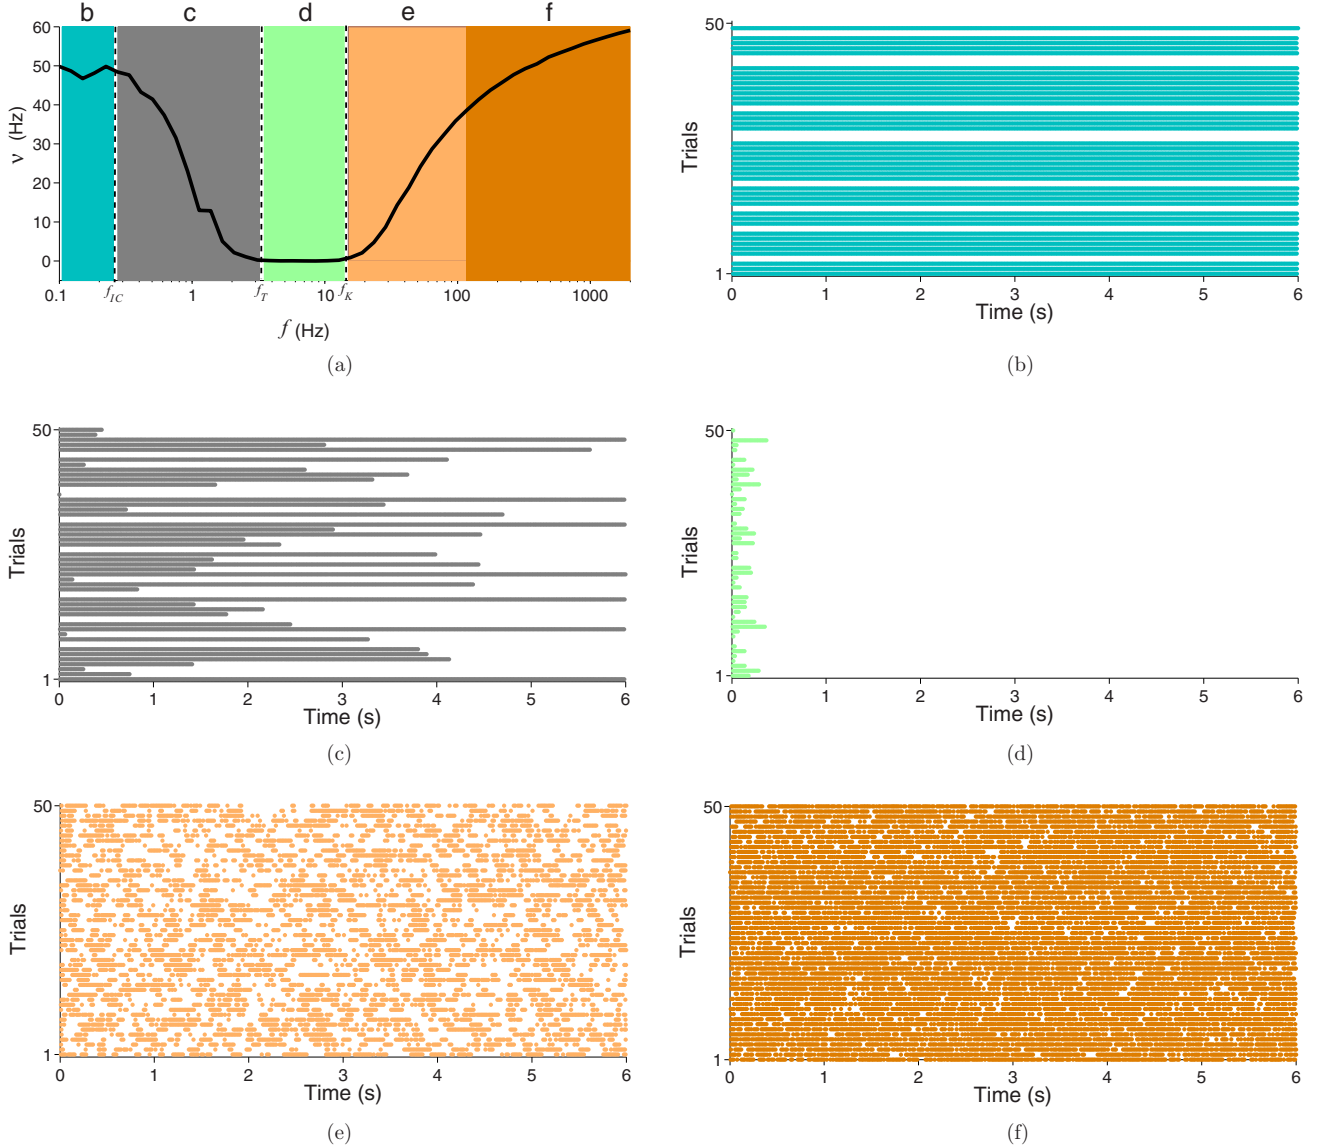 b c d e f
60
50
40
30
20
10
0
ν (Hz)
0.1 f_IC 1 f_T 10 f_K 100 1000
f (Hz)
(a)
50
1
Trials
0 1 2 3 4 5 6
Time (s)
(b)
50
1
Trials
0 1 2 3 4 5 6
Time (s)
(c)
50
1
Trials
0 1 2 3 4 5 6
Time (s)
(d)
50
1
Trials
0 1 2 3 4 5 6
Time (s)
(e)
50
1
Trials
0 1 2 3 4 5 6
Time (s)
(f)